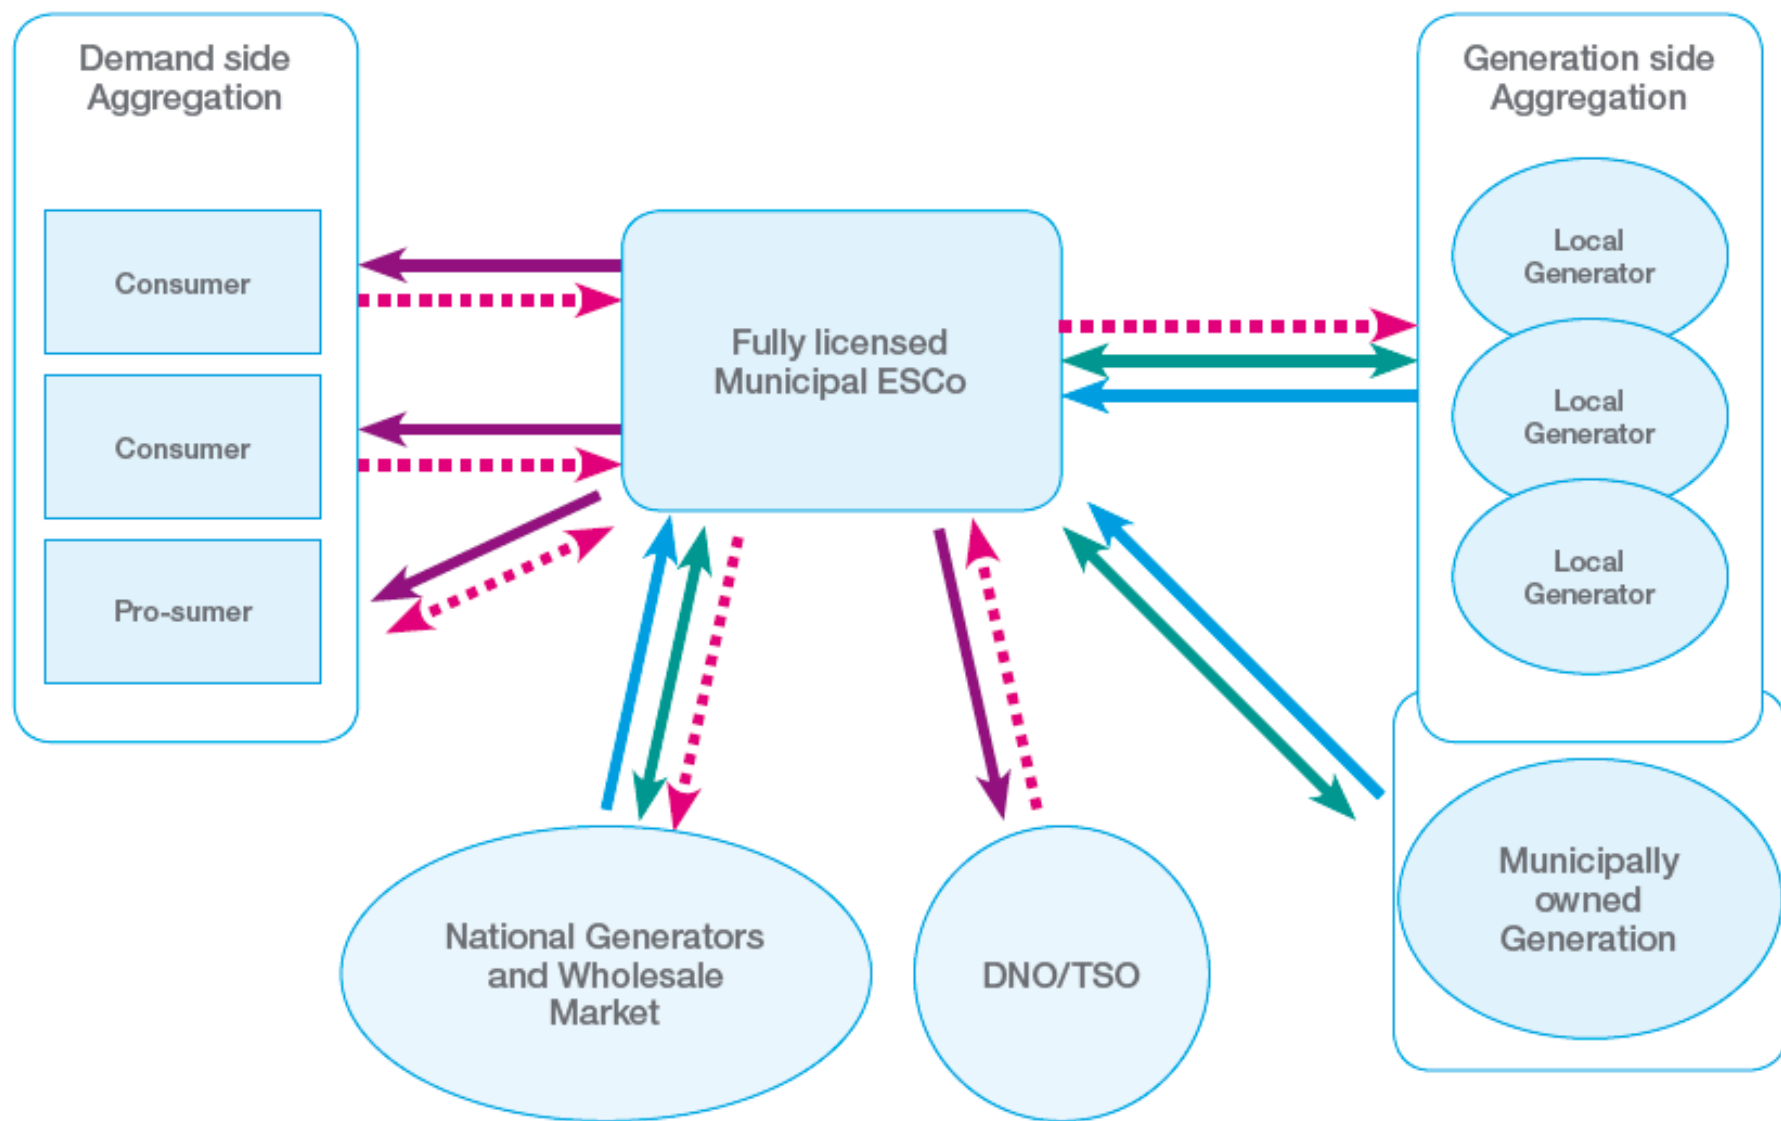 Demand side
Aggregation
Consumer
Consumer
Pro-sumer
Fully licensed
Municipal ESCo
Generation side
Aggregation
Local
Generator
Local
Generator
Local
Generator
National Generators
and Wholesale
Market
DNO/TSO
Municipally
owned
Generation